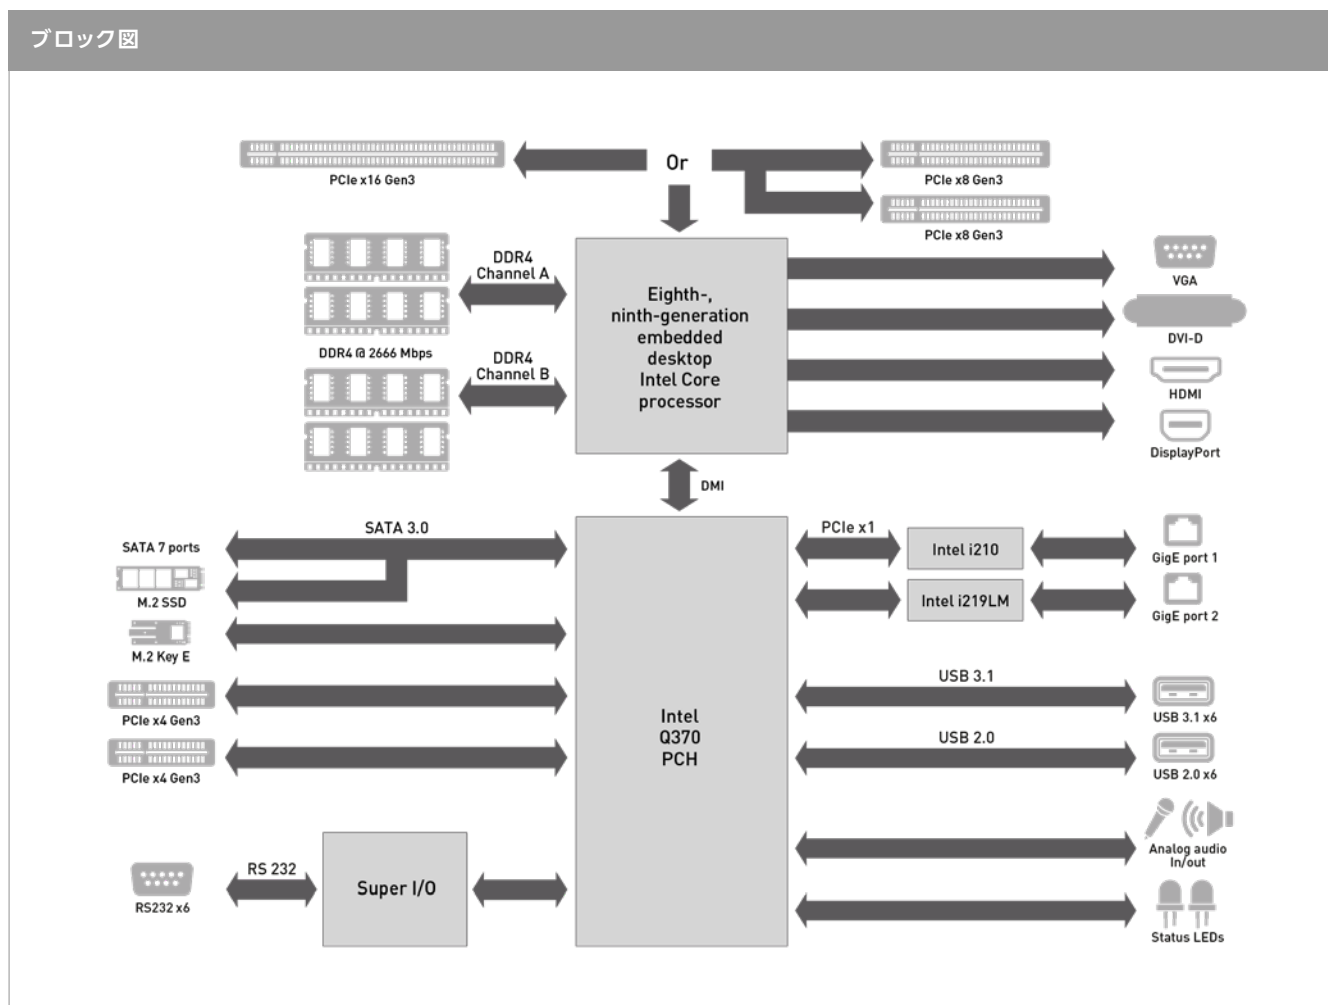 ブロック図
Or
PCIe x16 Gen3
PCIe x8 Gen3
PCIe x8 Gen3
DDR4
Channel A
DDR4 @ 2666 Mbps
DDR4
Channel B
Eighth-,
ninth-generation
embedded
desktop
Intel Core
processor
VGA
DVI-D
HDMI
DisplayPort
DMI
SATA 3.0
SATA 7 ports
M.2 SSD
M.2 Key E
PCIe x4 Gen3
PCIe x4 Gen3
RS 232
RS232 x6
Super I/O
Intel
Q370
PCH
PCIe x1
Intel i210
GigE port 1
Intel i219LM
GigE port 2
USB 3.1
USB 3.1 x6
USB 2.0
USB 2.0 x6
Analog audio
In/out
Status LEDs